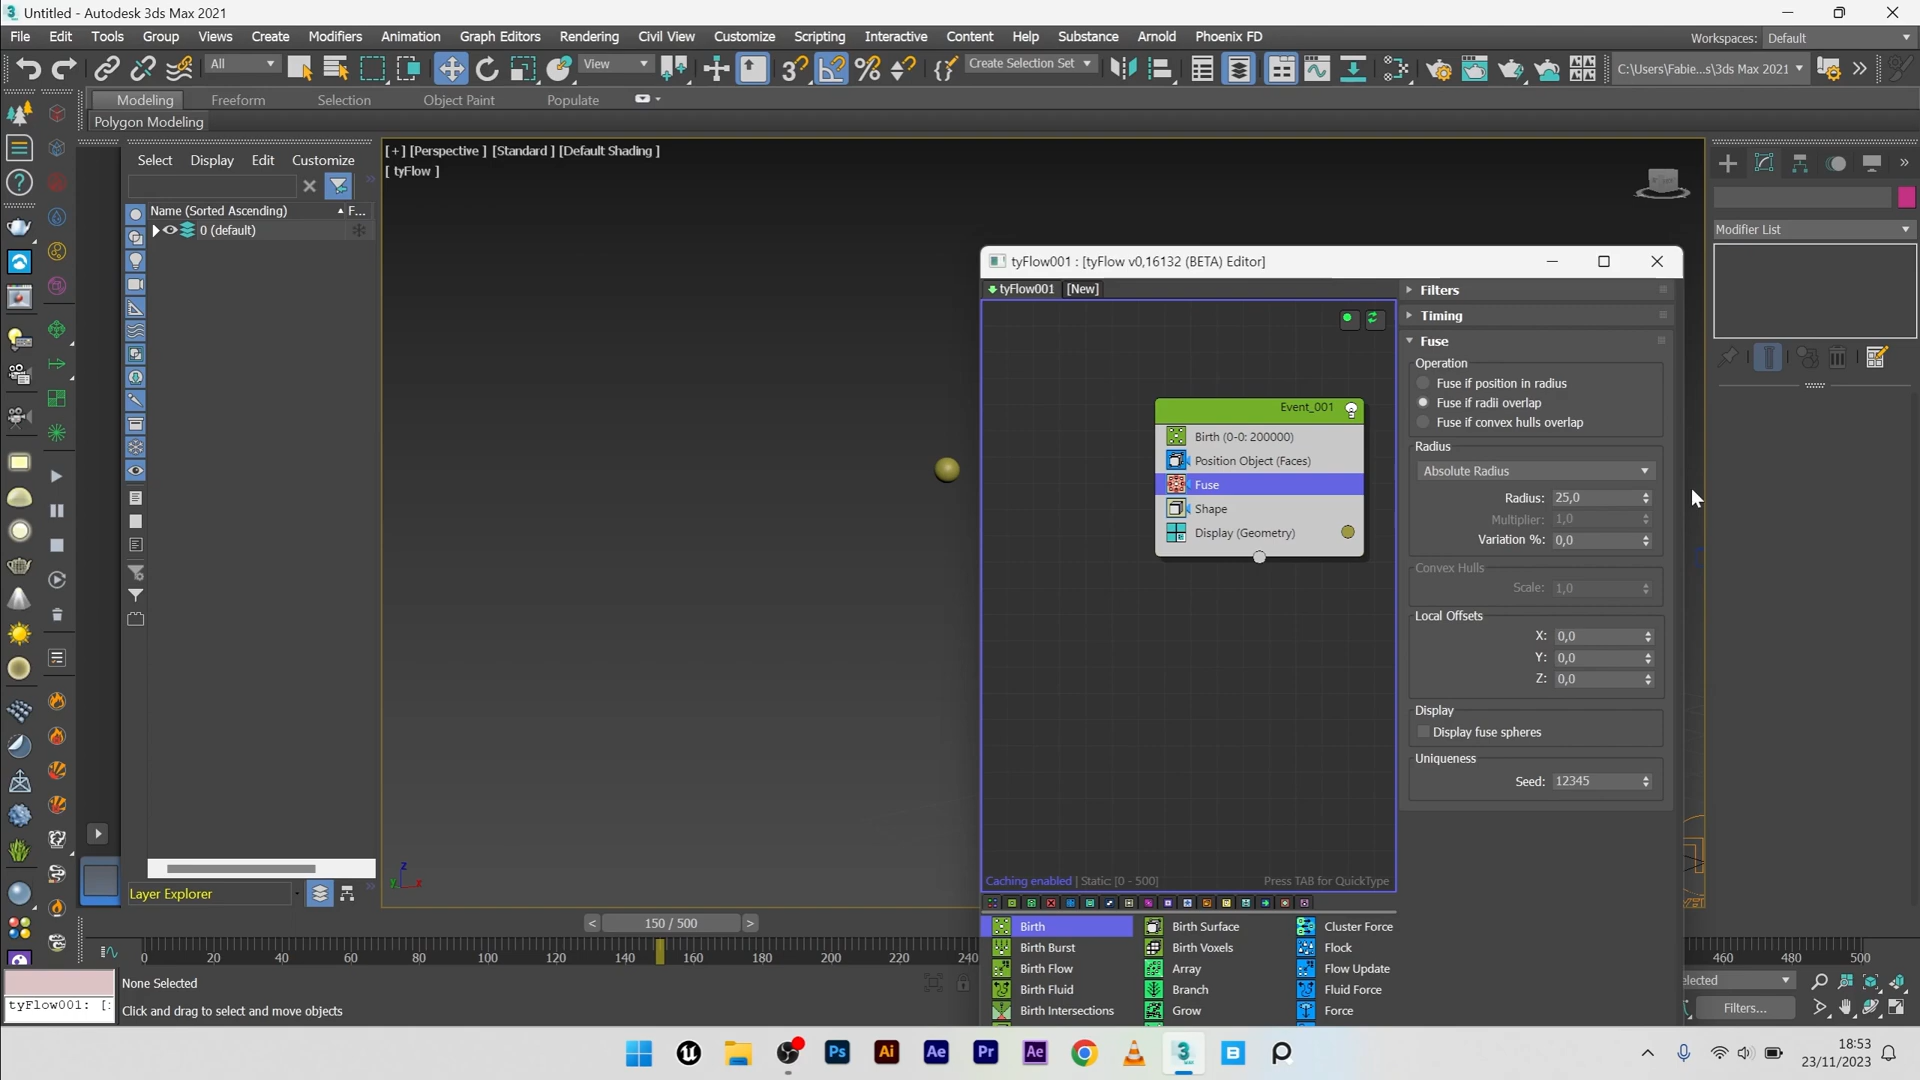 Untitled - Autodesk 3ds Max 2021
File Edit Tools Group Views Create Modifiers Animation Graph Editors Rendering Civil View Customize Scripting Interactive Content Help Substance Arnold Phoenix FD
Workspaces: Default
All
View
Create Selection Set
C:\Users\Fabie...s\3ds Max 2021
Modeling Freeform Selection Object Paint Populate
Polygon Modeling
Select Display Edit Customize
[+] [Perspective ] [Standard ] [Default Shading ]
[ tyFlow ]
Name (Sorted Ascending) F...
0 (default)
Modifier List
tyFlow001 : [tyFlow v0,16132 (BETA) Editor]
tyFlow001 [New]
Filters
Timing
Fuse
Operation
Fuse if position in radius
Fuse if radii overlap
Fuse if convex hulls overlap
Radius
Absolute Radius
Radius: 25,0
Multiplier: 1,0
Variation %: 0,0
Convex Hulls
Scale: 1,0
Local Offsets
X: 0,0
Y: 0,0
Z: 0,0
Display
Display fuse spheres
Uniqueness
Seed: 12345
Event_001
Birth (0-0: 200000)
Position Object (Faces)
Fuse
Shape
Display (Geometry)
Caching enabled | Static: [0 - 500] Press TAB for QuickType
Birth Birth Surface Cluster Force
Birth Burst Birth Voxels Flock
Birth Flow Array Flow Update
Birth Fluid Branch Fluid Force
Birth Intersections Grow Force
z
y x
Layer Explorer
< 150 / 500 >
0 20 40 60 80 100 120 140 160 180 200 220 240 460 480 500
None Selected
Click and drag to select and move objects
tyFlow001: [:
elected
Filters...
Ps Ai Ae Pr Ae 3 B
18:53
23/11/2023